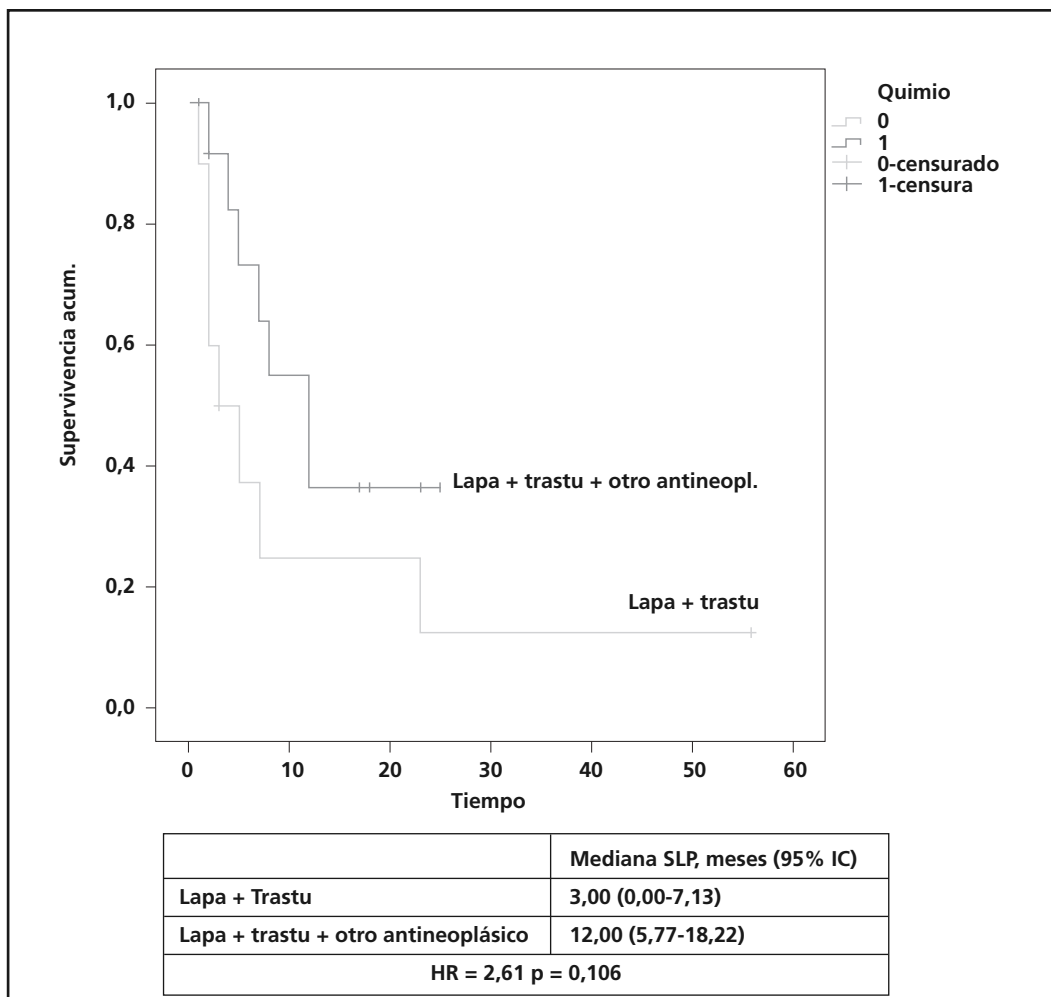 Quimio
0
1
0-censurado
1-censura
1,0
0,8
0,6
0,4
0,2
0,0
Supervivencia acum.
Lapa + trastu + otro antineopl.
Lapa + trastu
0 10 20 30 40 50 60
Tiempo
Mediana SLP, meses (95% IC)
Lapa + Trastu 3,00 (0,00-7,13)
Lapa + trastu + otro antineoplásico 12,00 (5,77-18,22)
HR = 2,61 p = 0,106